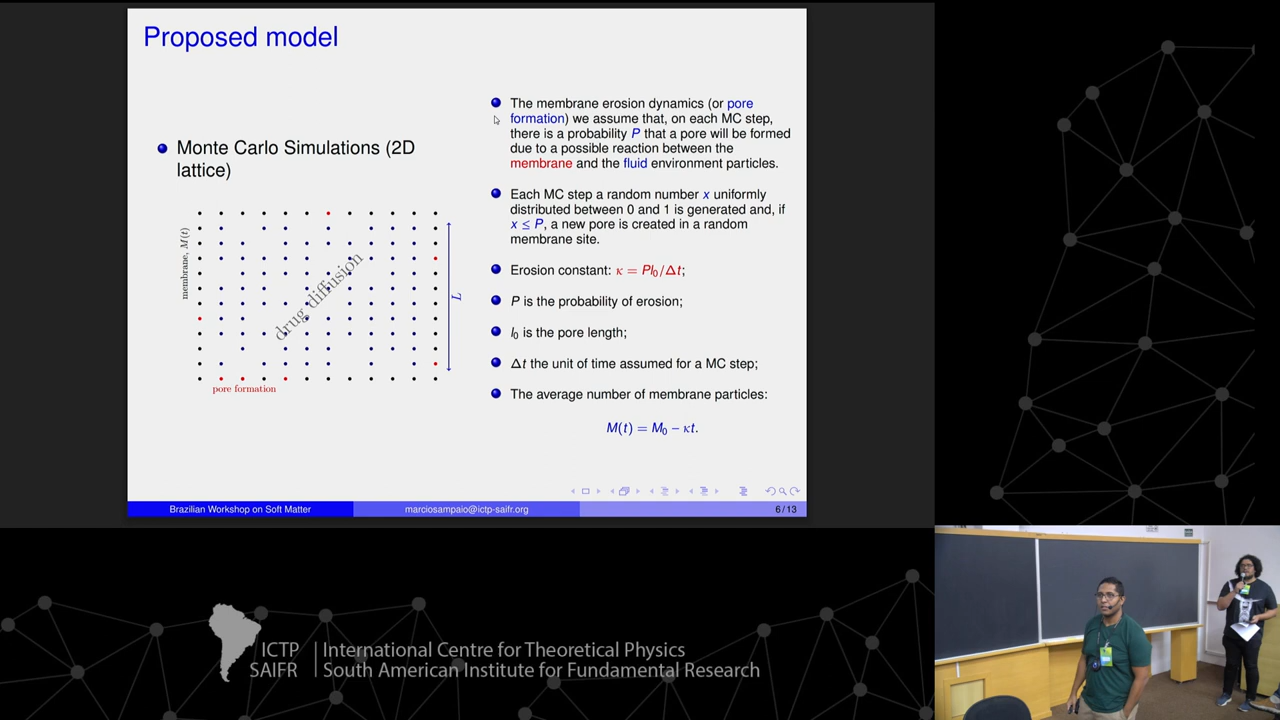 Proposed model
Monte Carlo Simulations (2D
lattice)
membrane, M(t)
drug diffusion
L
pore formation
The membrane erosion dynamics (or pore
formation) we assume that, on each MC step,
there is a probability P that a pore will be formed
due to a possible reaction between the
membrane and the fluid environment particles.
Each MC step a random number x uniformly
distributed between 0 and 1 is generated and, if
x ≤ P, a new pore is created in a random
membrane site.
Erosion constant: κ = Pl₀/Δt;
P is the probability of erosion;
l₀ is the pore length;
Δt the unit of time assumed for a MC step;
The average number of membrane particles:
M(t) = M₀ − κt.
Brazilian Workshop on Soft Matter
marciosampaio@ictp-saifr.org
6 / 13
ICTP
SAIFR
International Centre for Theoretical Physics
South American Institute for Fundamental Research